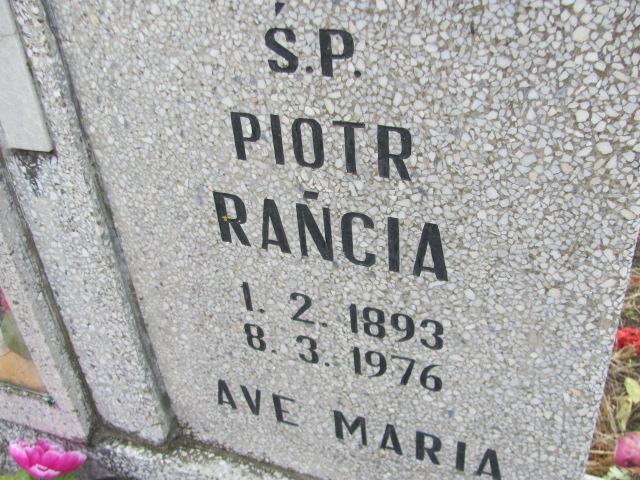 Ś.P.
PIOTR
RAŃCIA
1. 2. 1893
8. 3. 1976
AVE MARIA